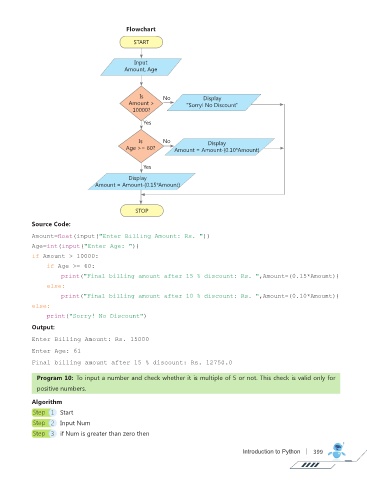 Flowchart
START
Input
Amount, Age
Is
Amount >
10000?
No
Display
"Sorry! No Discount"
Yes
Is
Age >= 60?
No
Display
Amount = Amount-(0.10*Amount)
Yes
Display
Amount = Amount-(0.15*Amount)
STOP
Source Code:
Amount=float(input("Enter Billing Amount: Rs. "))
Age=int(input("Enter Age: "))
if Amount > 10000:
if Age >= 60:
print("Final billing amount after 15 % discount: Rs. ",Amount-(0.15*Amount))
else:
print("Final billing amount after 10 % discount: Rs. ",Amount-(0.10*Amount))
else:
print("Sorry! No Discount")
Output:
Enter Billing Amount: Rs. 15000
Enter Age: 61
Final billing amount after 15 % discount: Rs. 12750.0
Program 10: To input a number and check whether it is multiple of 5 or not. This check is valid only for
positive numbers.
Algorithm
Step 1: Start
Step 2: Input Num
Step 3: if Num is greater than zero then
Introduction to Python | 399